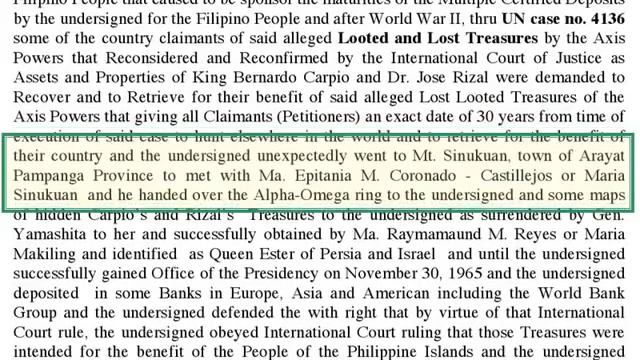 Filipino People that caused to be sponsor the maturities of the Multiple Certified Deposits
by the undersigned for the Filipino People and after World War II, thru UN case no. 4136
some of the country claimants of said alleged Looted and Lost Treasures by the Axis
Powers that Reconsidered and Reconfirmed by the International Court of Justice as
Assets and Properties of King Bernardo Carpio and Dr. Jose Rizal were demanded to
Recover and to Retrieve for their benefit of said alleged Lost Looted Treasures of the
Axis Powers that giving all Claimants (Petitioners) an exact date of 30 years from time of
execution of said case to hunt elsewhere in the world and to retrieve for the benefit of
their country and the undersigned unexpectedly went to Mt. Sinukuan, town of Arayat
Pampanga Province to met with Ma. Epitania M. Coronado - Castillejos or Maria
Sinukuan and he handed over the Alpha-Omega ring to the undersigned and some maps
of hidden Carpio's and Rizal's Treasures to the undersigned as surrendered by Gen.
Yamashita to her and successfully obtained by Ma. Raynamaund M. Reyes or Maria
Makiling and identified as Queen Ester of Persia and Israel and until the undersigned
successfully gained Office of the Presidency on November 30, 1965 and the undersigned
deposited in some Banks in Europe, Asia and American including the World Bank
Group and the undersigned defended the with right that by virtue of that International
Court rule, the undersigned obeyed International Court ruling that those Treasures were
intended for the benefit of the People of the Philippine Islands and the undersigned